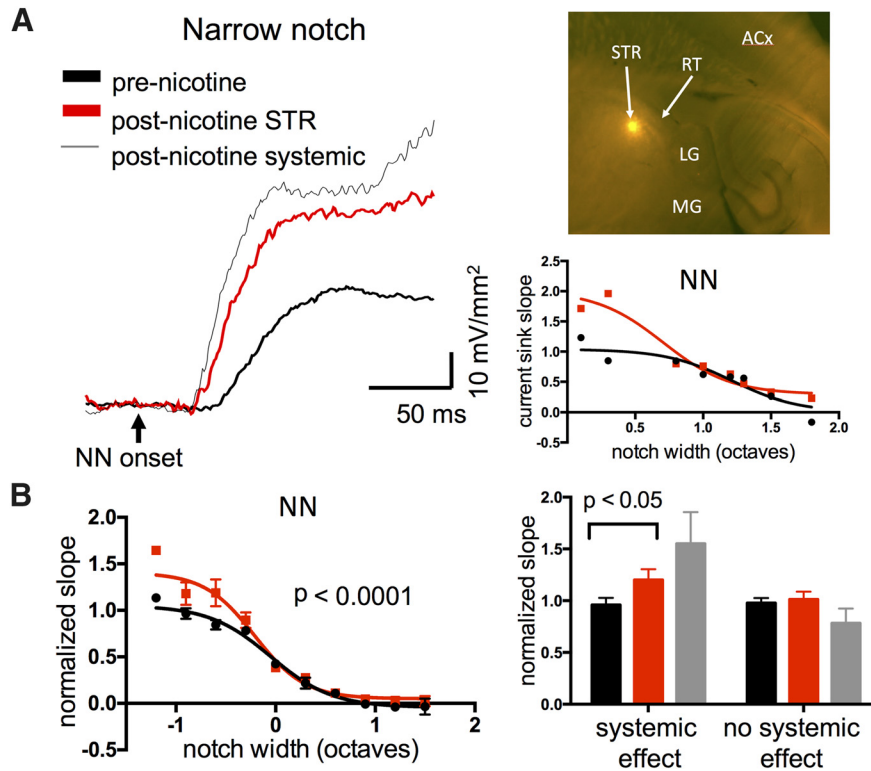 A
Narrow notch
pre-nicotine
post-nicotine STR
post-nicotine systemic
NN onset
50 ms
10 mV/mm2
STR
RT
ACx
LG
MG
NN
current sink slope
2.5
2.0
1.5
1.0
0.5
0.0
-0.5
0.5
1.0
1.5
2.0
notch width (octaves)
B
NN
p < 0.0001
normalized slope
2.0
1.5
1.0
0.5
0.0
-0.5
-1
0
1
2
notch width (octaves)
p < 0.05
normalized slope
2.0
1.5
1.0
0.5
0.0
systemic
effect
no systemic
effect